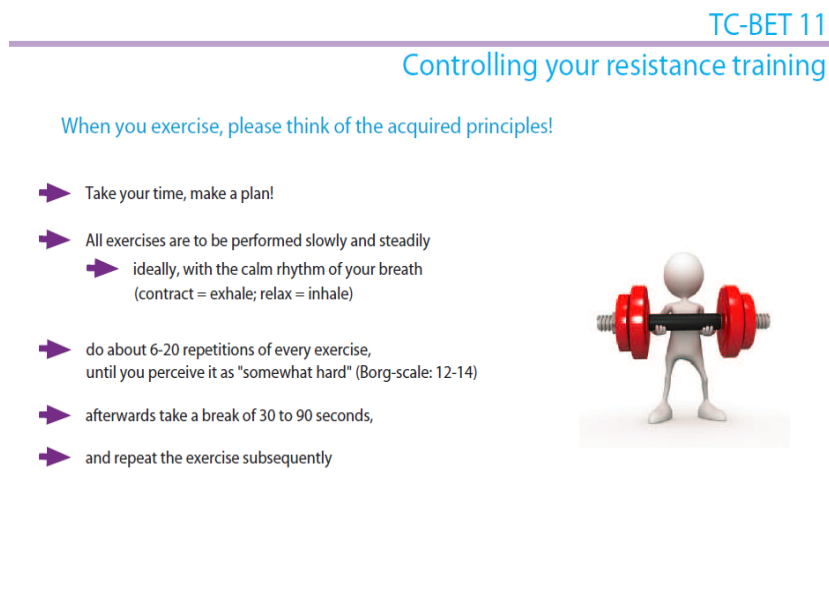 TC-BET 11
Controlling your resistance training
When you exercise, please think of the acquired principles!
Take your time, make a plan!
All exercises are to be performed slowly and steadily
ideally, with the calm rhythm of your breath
(contract = exhale; relax = inhale)
do about 6-20 repetitions of every exercise,
until you perceive it as "somewhat hard" (Borg-scale: 12-14)
afterwards take a break of 30 to 90 seconds,
and repeat the exercise subsequently